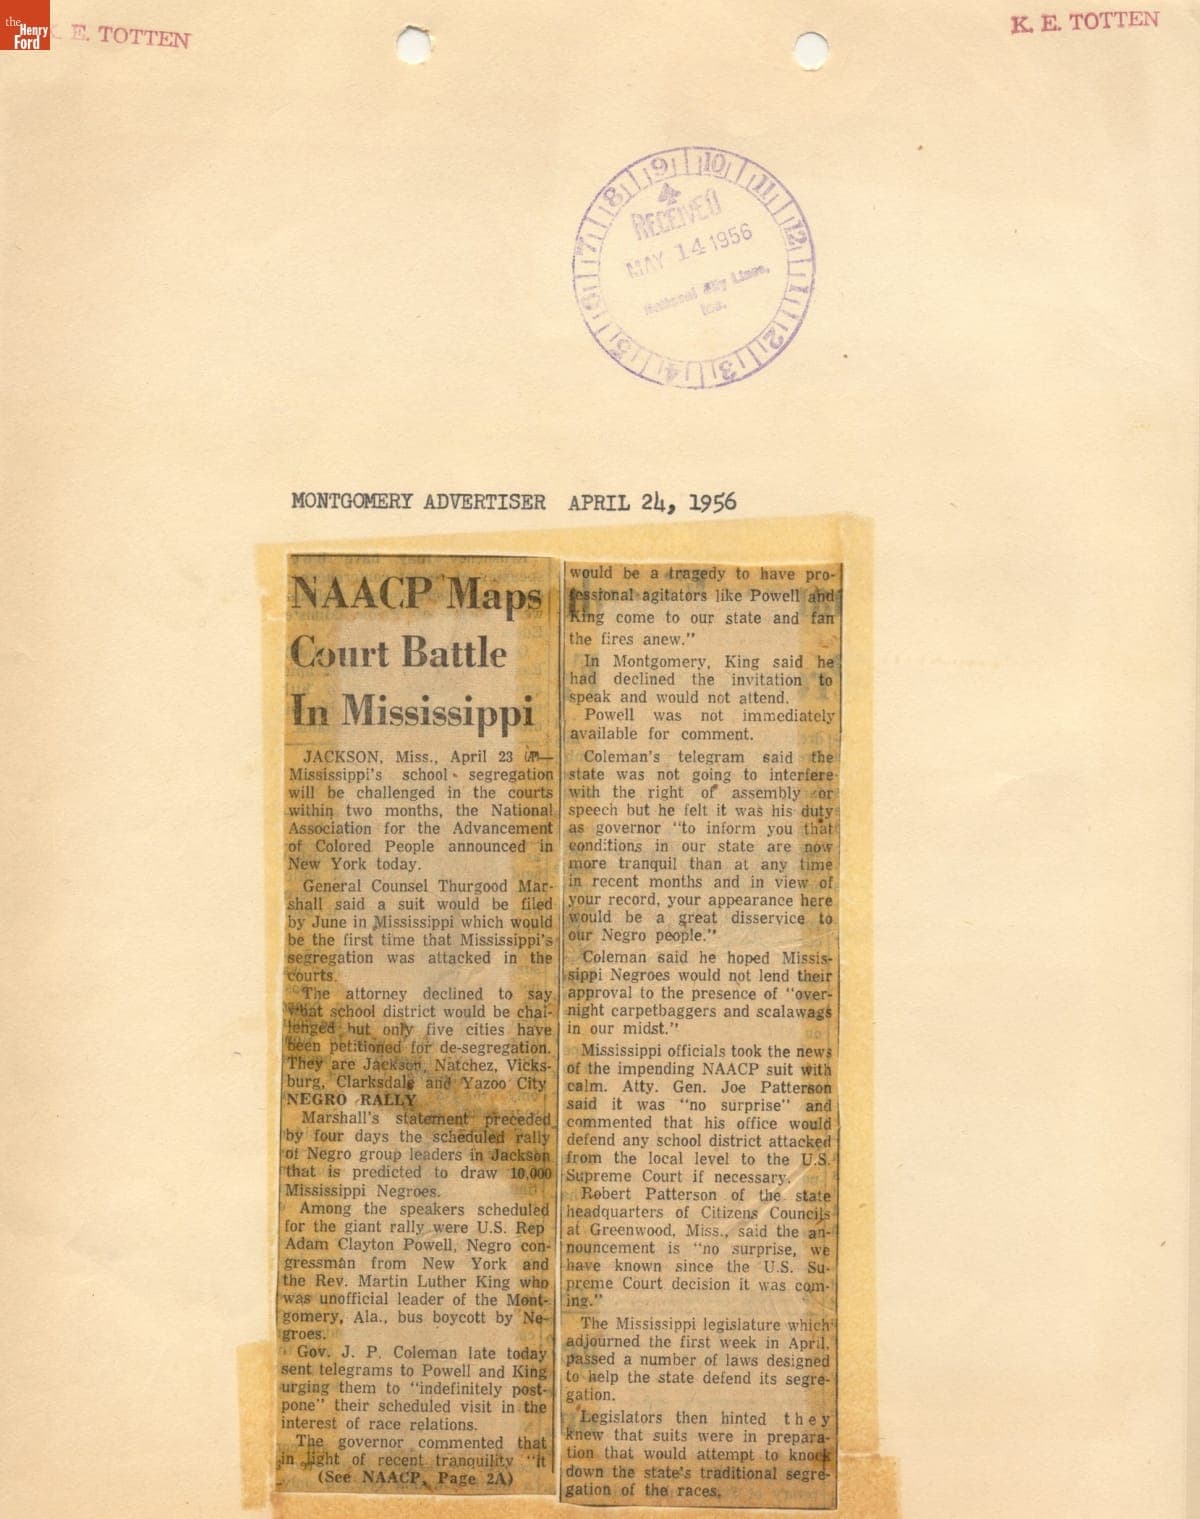 the
Henry
Ford
E. TOTTEN
K. E. TOTTEN
7 8 9 10 11 12 1 2 3 4 5 6
RECEIVED
MAY 14 1956
National City Lines,
Inc.
MONTGOMERY ADVERTISER APRIL 24, 1956
NAACP Maps
Court Battle
In Mississippi
JACKSON, Miss., April 23 (AP)—
Mississippi's school segregation
will be challenged in the courts
within two months, the National
Association for the Advancement
of Colored People announced in
New York today.
General Counsel Thurgood Mar-
shall said a suit would be filed
by June in Mississippi which would
be the first time that Mississippi's
segregation was attacked in the
courts.
The attorney declined to say
what school district would be chal-
lenged but only five cities have
been petitioned for de-segregation.
They are Jackson, Natchez, Vicks-
burg, Clarksdale and Yazoo City
NEGRO RALLY
Marshall's statement preceded
by four days the scheduled rally
of Negro group leaders in Jackson
that is predicted to draw 10,000
Mississippi Negroes.
Among the speakers scheduled
for the giant rally were U.S. Rep
Adam Clayton Powell, Negro con-
gressman from New York and
the Rev. Martin Luther King who
was unofficial leader of the Mont-
gomery, Ala., bus boycott by Ne-
groes.
Gov. J. P. Coleman late today
sent telegrams to Powell and King
urging them to "indefinitely post-
pone" their scheduled visit in the
interest of race relations.
The governor commented that
in light of recent tranquility "it
(See NAACP, Page 2A)
would be a tragedy to have pro-
fessional agitators like Powell and
King come to our state and fan
the fires anew."
In Montgomery, King said he
had declined the invitation to
speak and would not attend.
Powell was not immediately
available for comment.
Coleman's telegram said the
state was not going to interfere
with the right of assembly or
speech but he felt it was his duty
as governor "to inform you that
conditions in our state are now
more tranquil than at any time
in recent months and in view of
your record, your appearance here
would be a great disservice to
our Negro people."
Coleman said he hoped Missis-
sippi Negroes would not lend their
approval to the presence of "over-
night carpetbaggers and scalawags
in our midst."
Mississippi officials took the news
of the impending NAACP suit with
calm. Atty. Gen. Joe Patterson
said it was "no surprise" and
commented that his office would
defend any school district attacked
from the local level to the U.S.
Supreme Court if necessary.
Robert Patterson of the state
headquarters of Citizens Councils
at Greenwood, Miss., said the an-
nouncement is "no surprise, we
have known since the U.S. Su-
preme Court decision it was com-
ing."
The Mississippi legislature which
adjourned the first week in April,
passed a number of laws designed
to help the state defend its segre-
gation.
Legislators then hinted they
knew that suits were in prepara-
tion that would attempt to knock
down the state's traditional segre-
gation of the races.